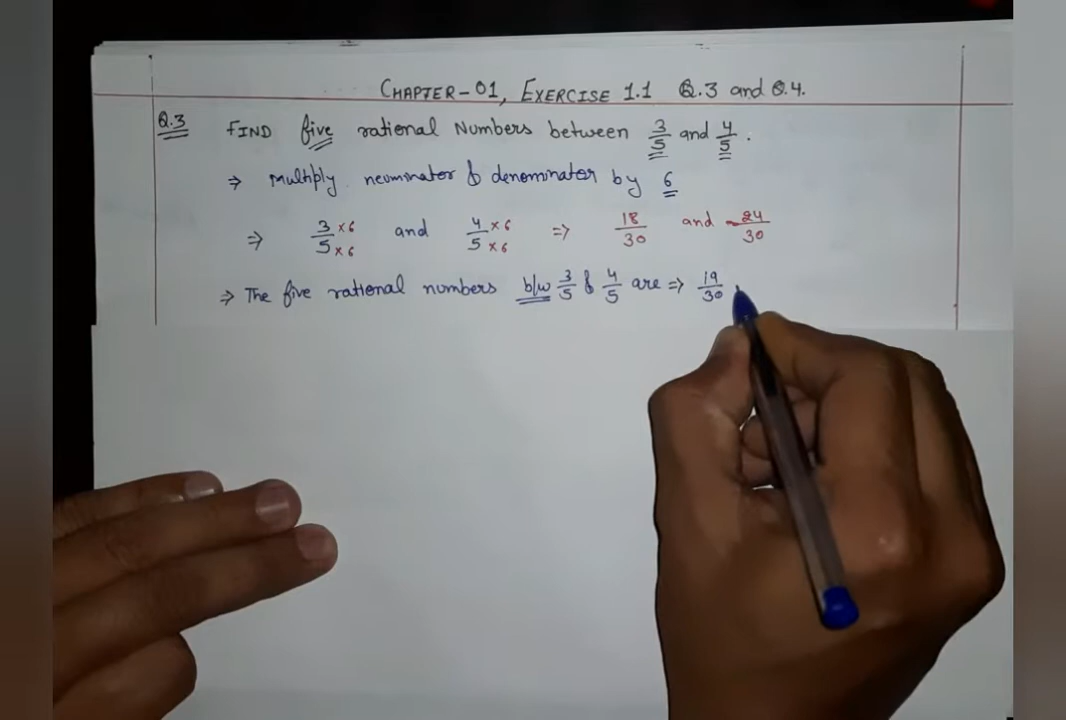 CHAPTER-01, EXERCISE 1.1 Q.3 and Q.4.
Q.3 FIND five rational Numbers between 3/5 and 4/5.
⇒ Multiply neuminator & denominator by 6
⇒ 3×6/5×6 and 4×6/5×6 ⇒ 18/30 and 24/30
⇒ The five rational numbers b/w 3/5 & 4/5 are ⇒ 19/30,